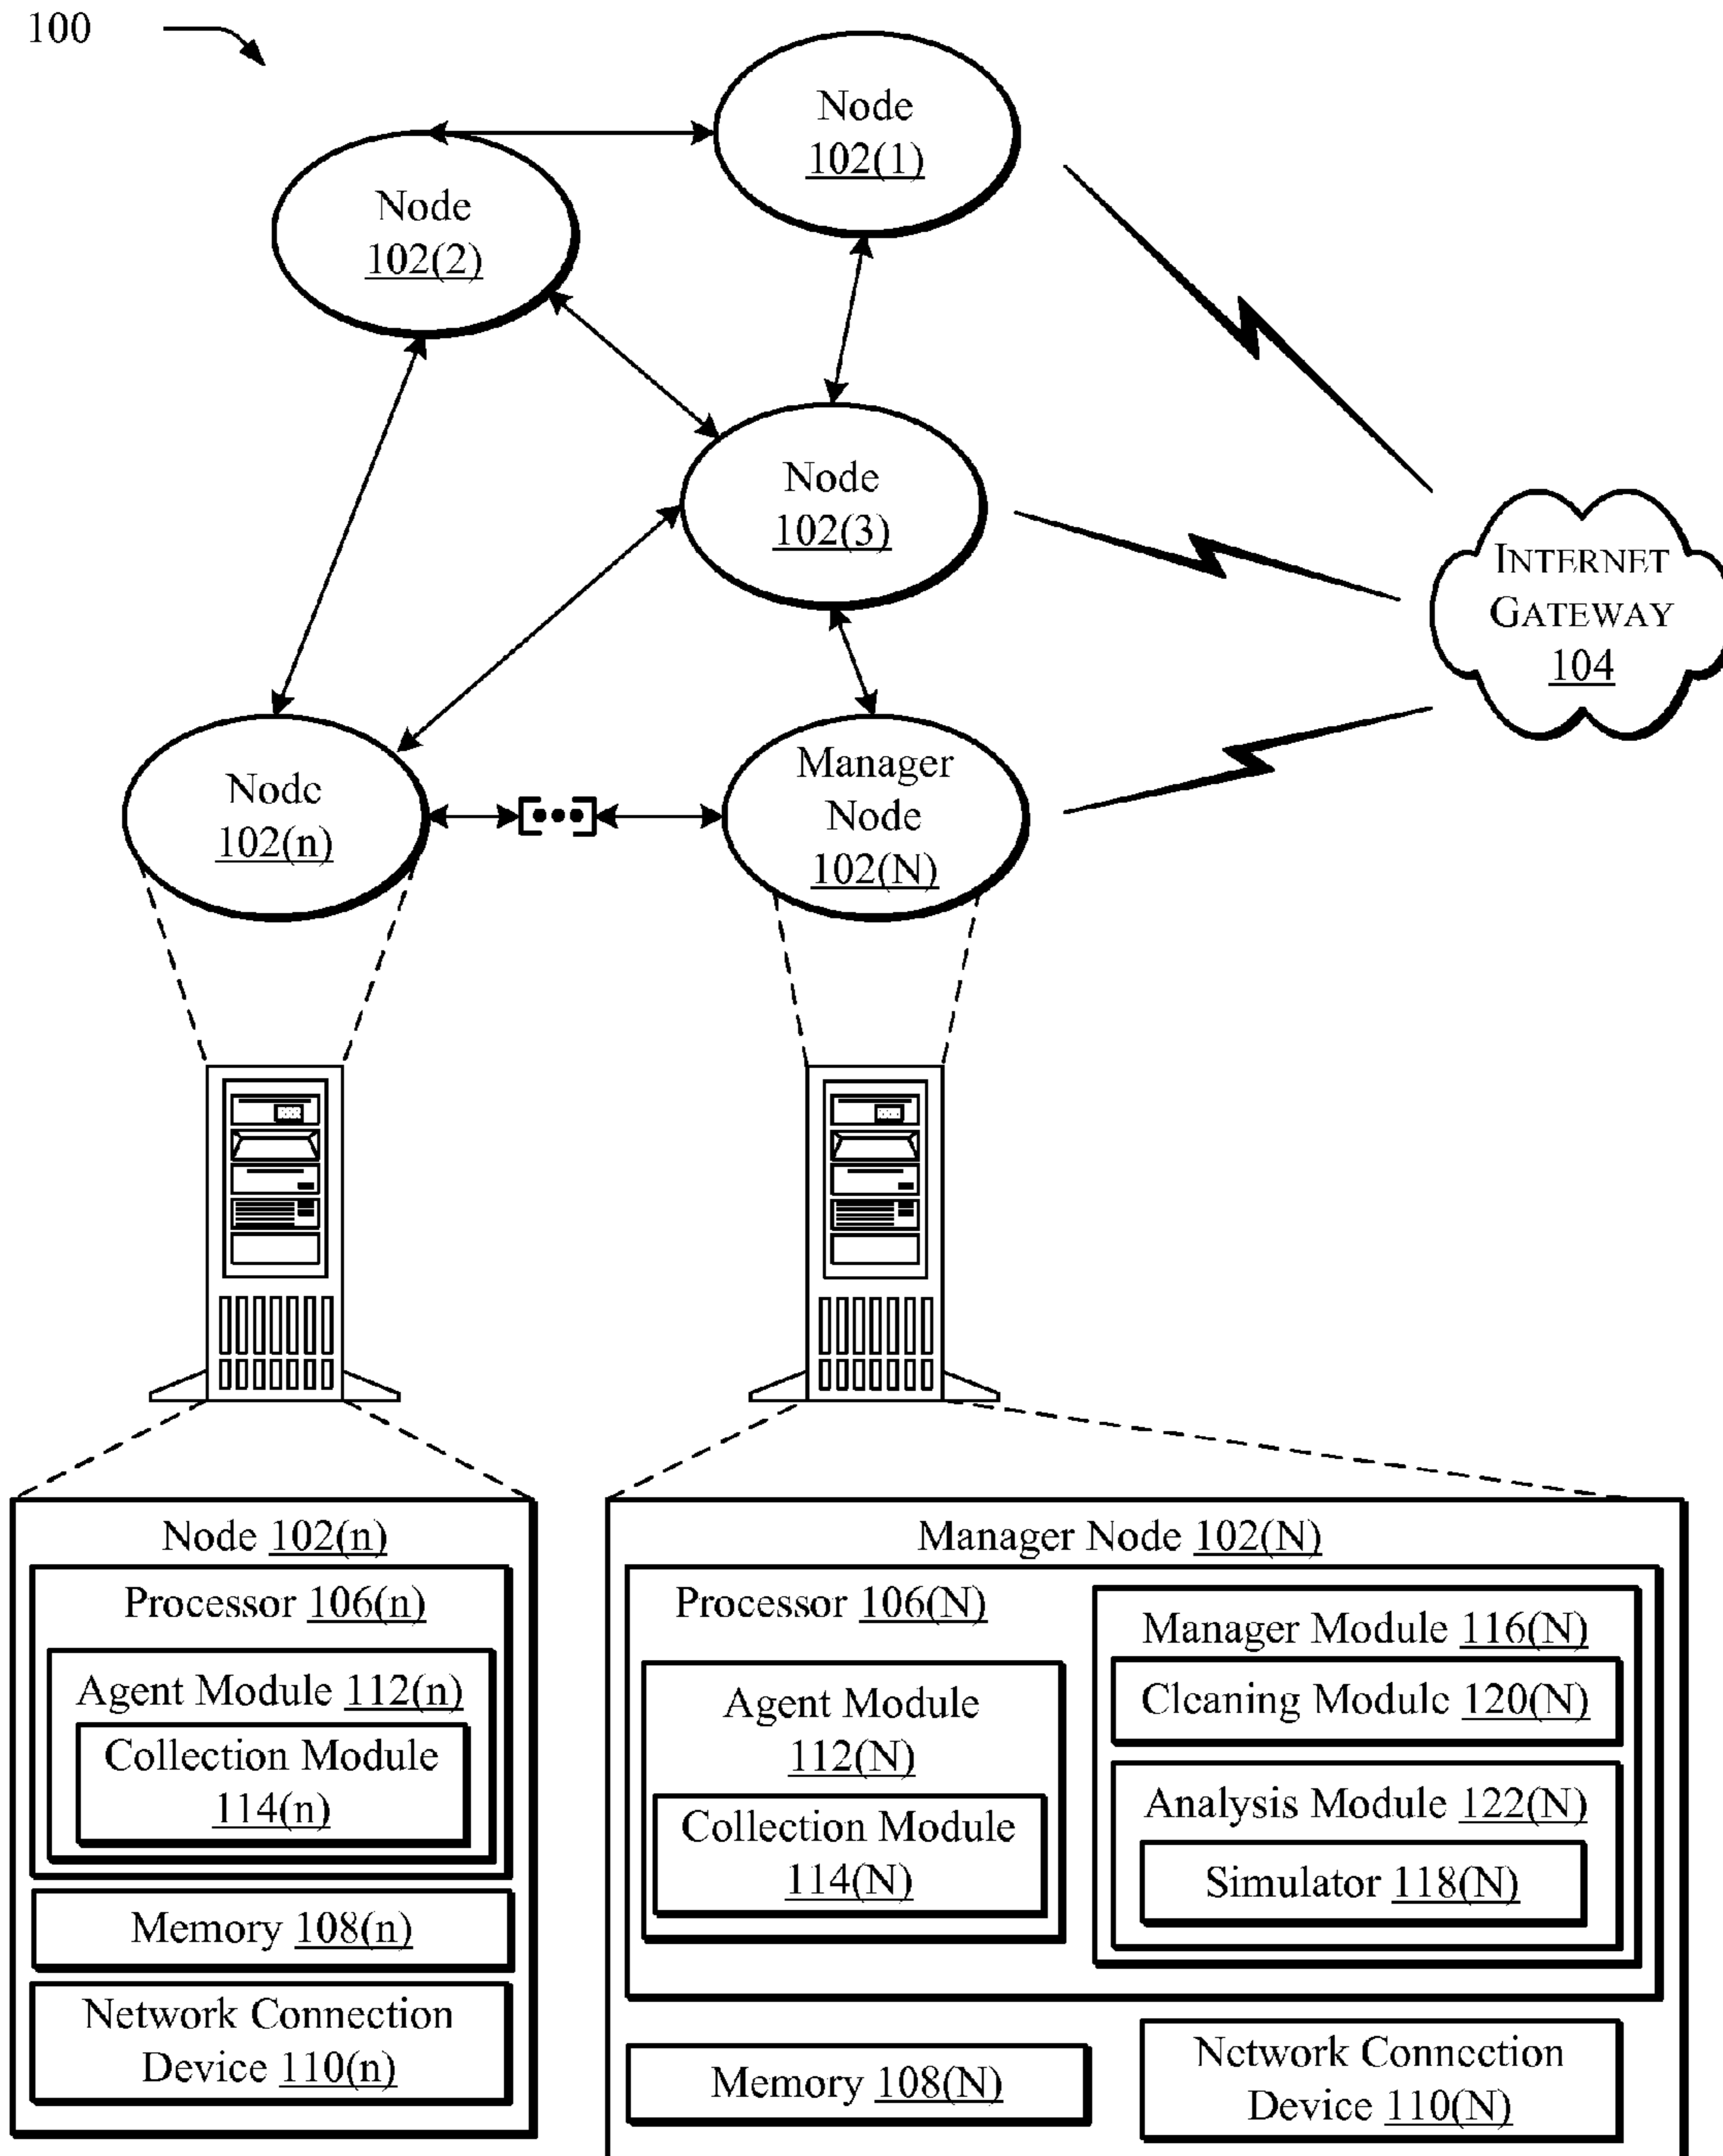 100
Node
102(1)
Node
102(2)
Node
102(3)
INTERNET
GATEWAY
104
Node
102(n)
Manager
Node
102(N)
Node 102(n)
Processor 106(n)
Agent Module 112(n)
Collection Module
114(n)
Memory 108(n)
Network Connection
Device 110(n)
Manager Node 102(N)
Processor 106(N)
Agent Module
112(N)
Collection Module
114(N)
Manager Module 116(N)
Cleaning Module 120(N)
Analysis Module 122(N)
Simulator 118(N)
Memory 108(N)
Network Connection
Device 110(N)